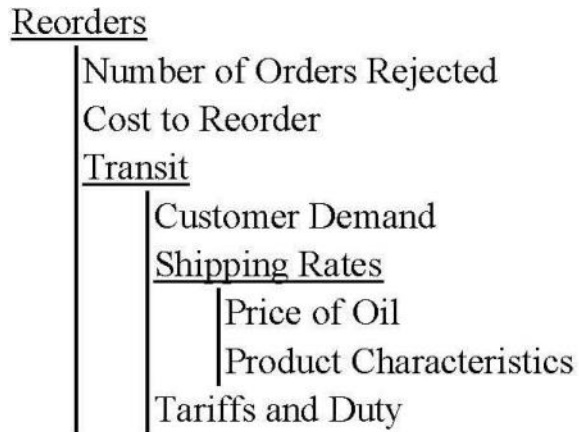 Reorders
Number of Orders Rejected
Cost to Reorder
Transit
Customer Demand
Shipping Rates
Price of Oil
Product Characteristics
Tariffs and Duty